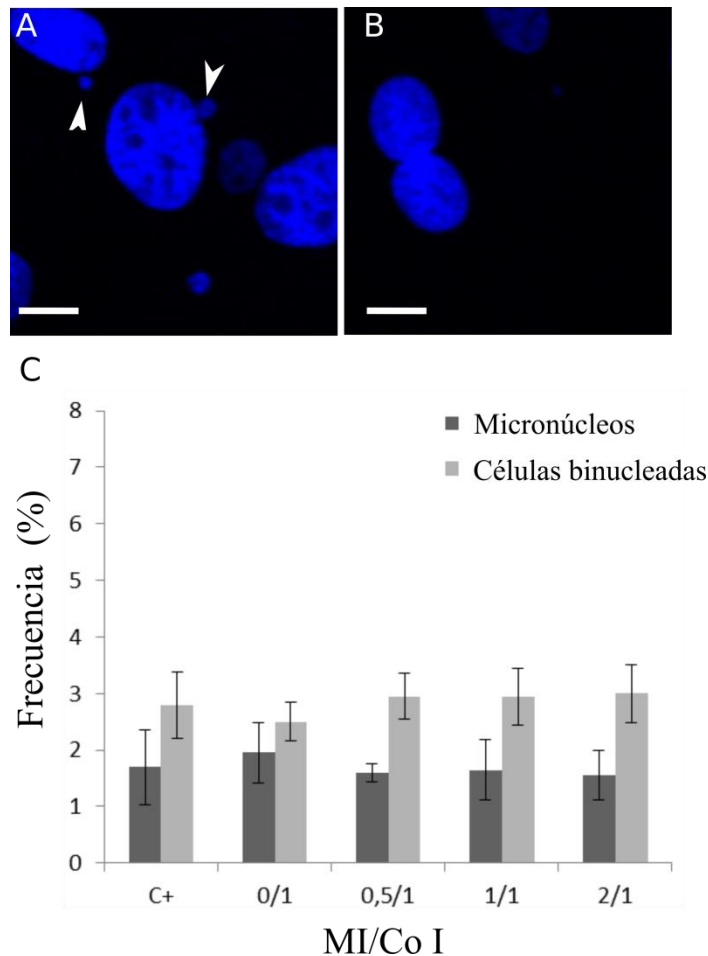 A
B
C
8
7
6
5
4
3
2
1
0
Frecuencia (%)
Micronúcleos
Células binucleadas
C+
0/1
0,5/1
1/1
2/1
MI/Co I